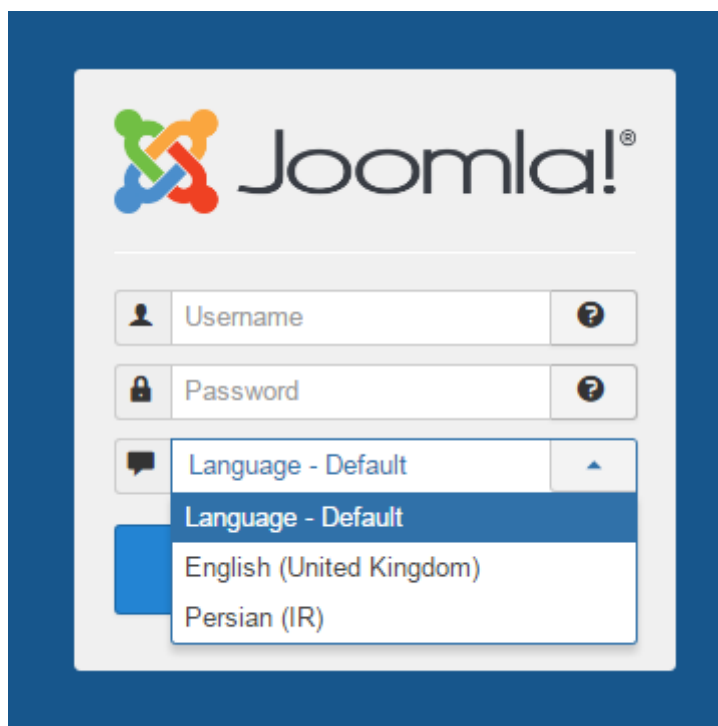 Joomla!®
Username
Password
Language - Default
Language - Default
English (United Kingdom)
Persian (IR)